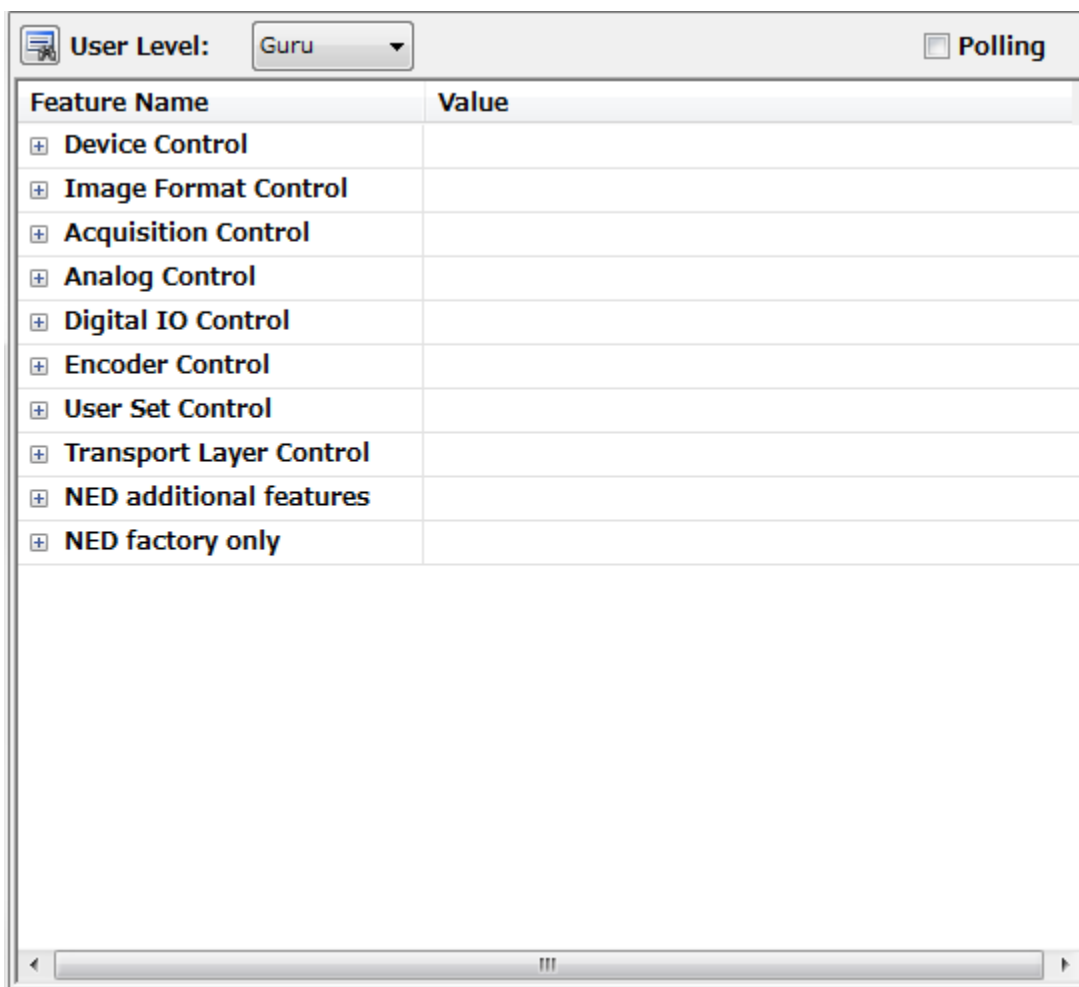 User Level: Guru Polling
Feature Name Value
Device Control
Image Format Control
Acquisition Control
Analog Control
Digital IO Control
Encoder Control
User Set Control
Transport Layer Control
NED additional features
NED factory only